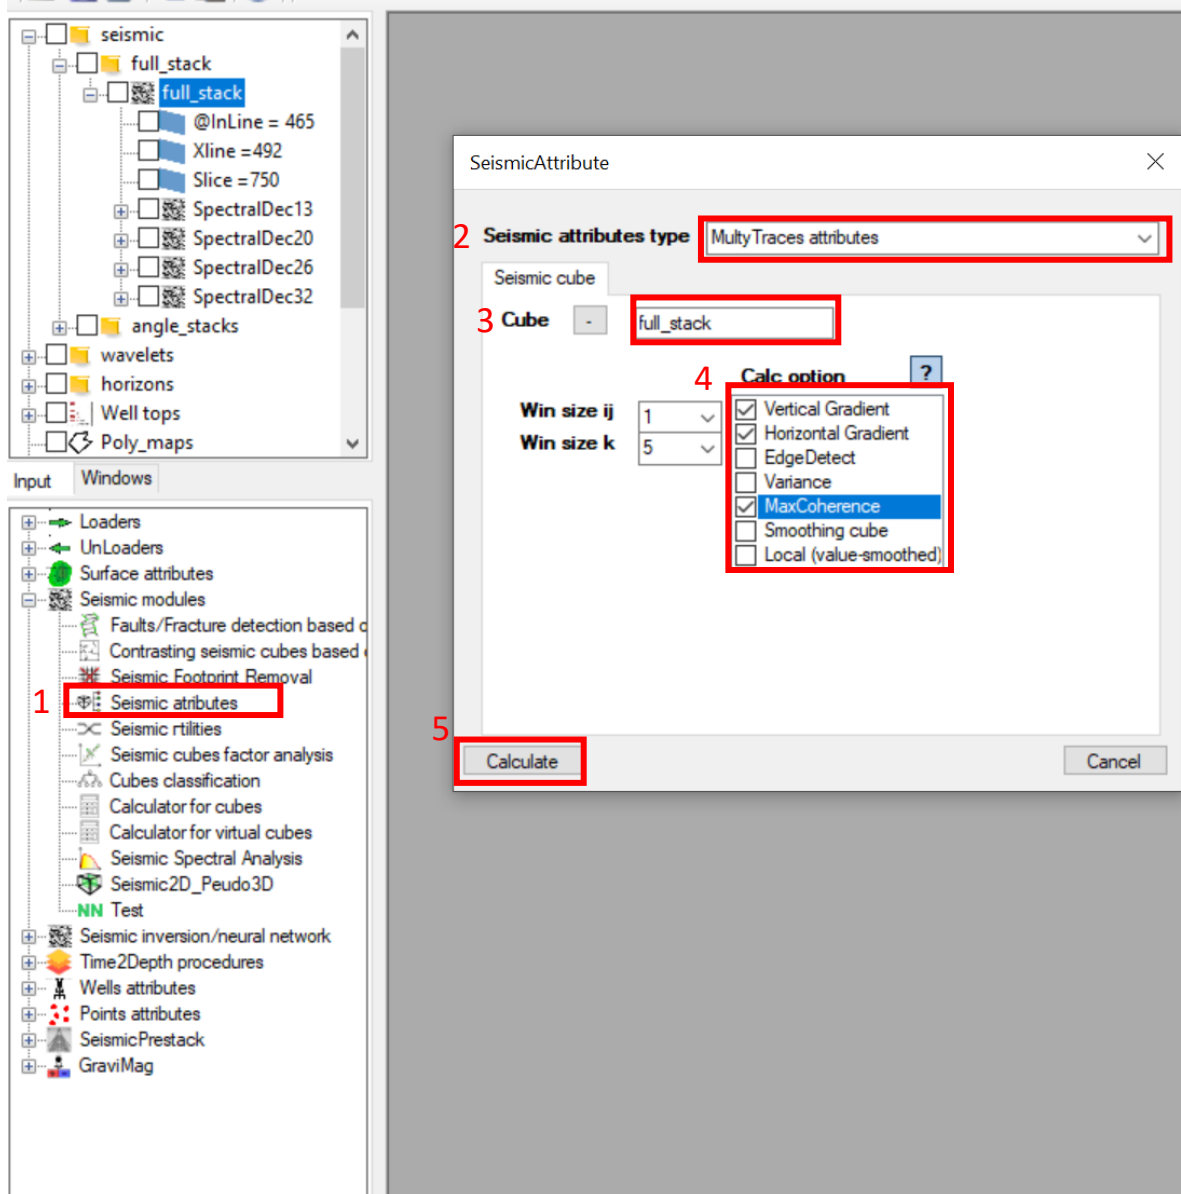 seismic
full_stack
full_stack
@InLine = 465
Xline =492
Slice =750
SpectralDec13
SpectralDec20
SpectralDec26
SpectralDec32
angle_stacks
wavelets
horizons
Well tops
Poly_maps
Input Windows
Loaders
UnLoaders
Surface attributes
Seismic modules
Faults/Fracture detection based
Contrasting seismic cubes based
Seismic Footprint Removal
1 Seismic atributes
Seismic rtilities
Seismic cubes factor analysis
Cubes classification
Calculator for cubes
Calculator for virtual cubes
Seismic Spectral Analysis
Seismic2D_Peudo3D
NN Test
Seismic inversion/neural network
Time2Depth procedures
Wells attributes
Points attributes
SeismicPrestack
GraviMag
SeismicAttribute
2 Seismic attributes type MultyTraces attributes
Seismic cube
3 Cube - full_stack
4 Calc option ?
Win size ij 1
Win size k 5
Vertical Gradient
Horizontal Gradient
EdgeDetect
Variance
MaxCoherence
Smoothing cube
Local (value-smoothed)
5
Calculate Cancel